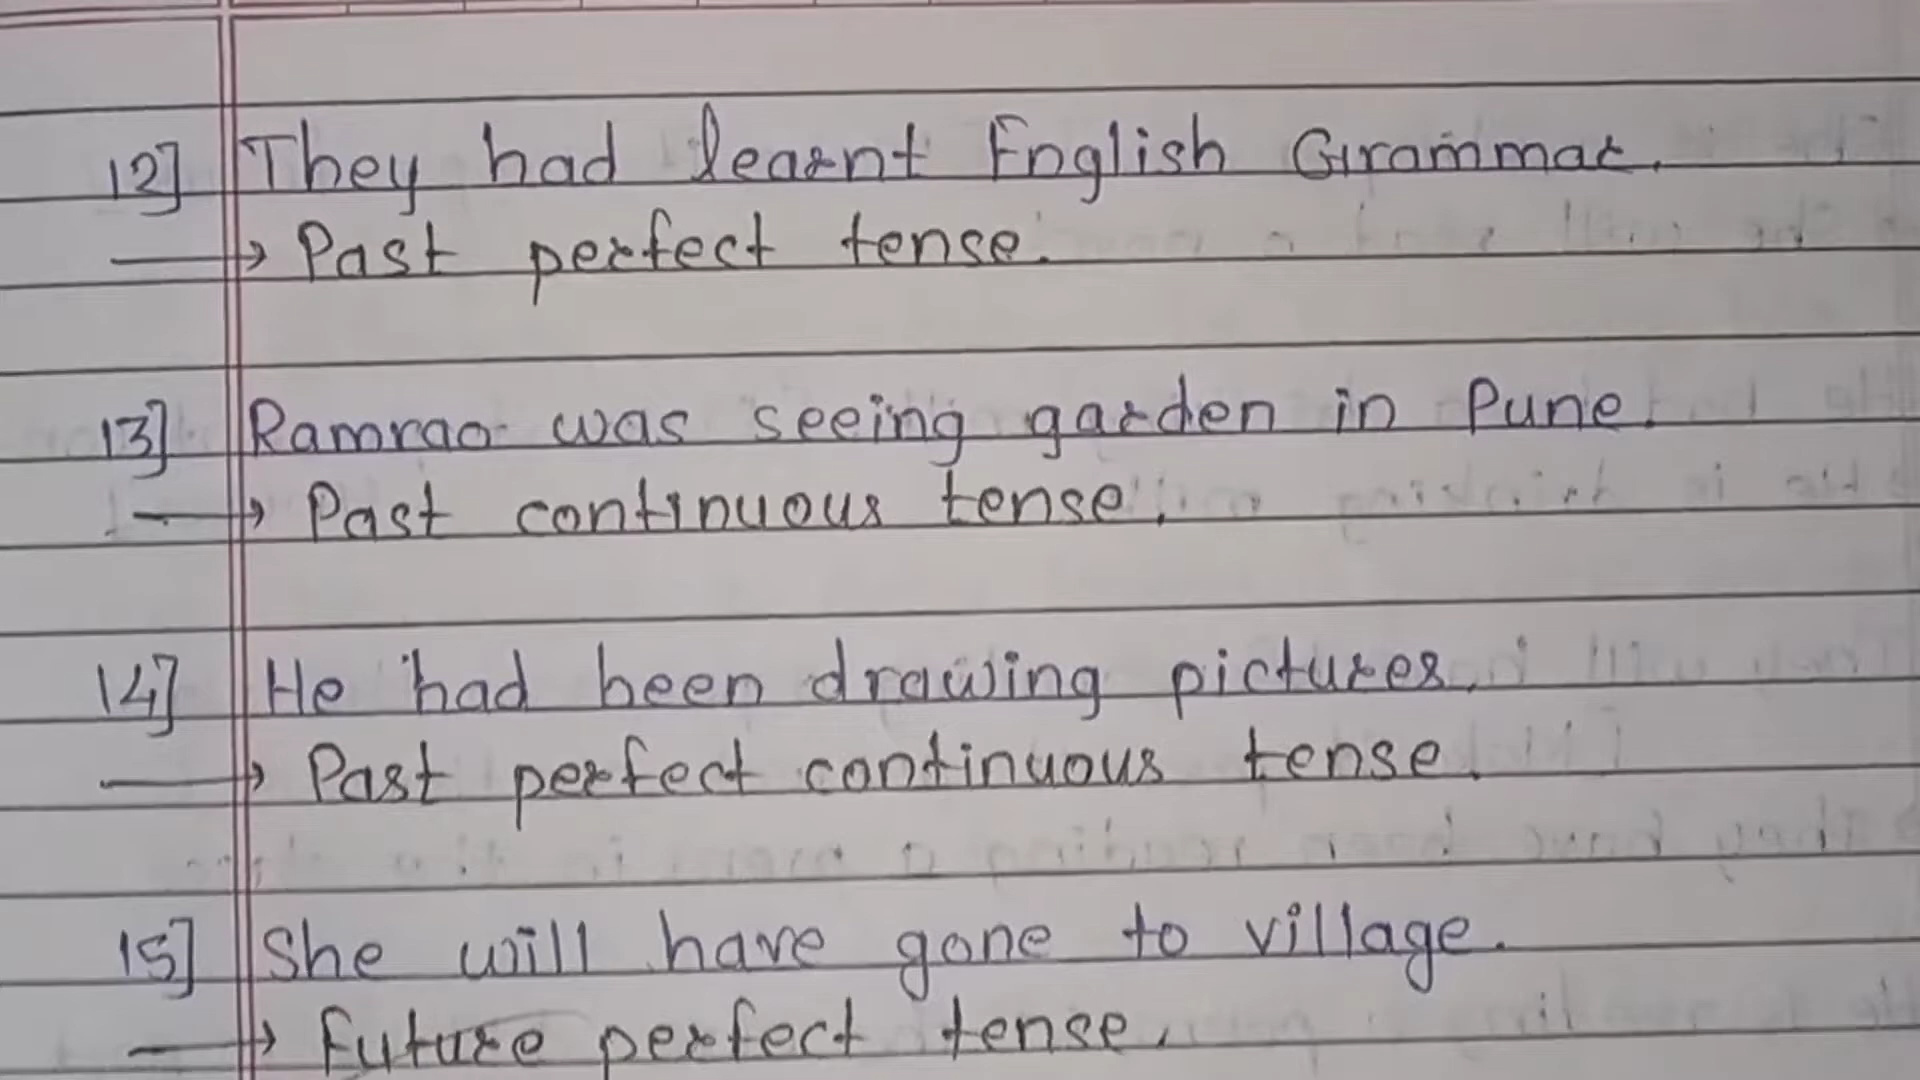 12] They had learnt English Grammar.
→ Past perfect tense.
13] Ramrao was seeing garden in Pune.
→ Past continuous tense.
14] He had been drawing pictures.
→ Past perfect continuous tense.
15] She will have gone to village.
→ Future perfect tense.